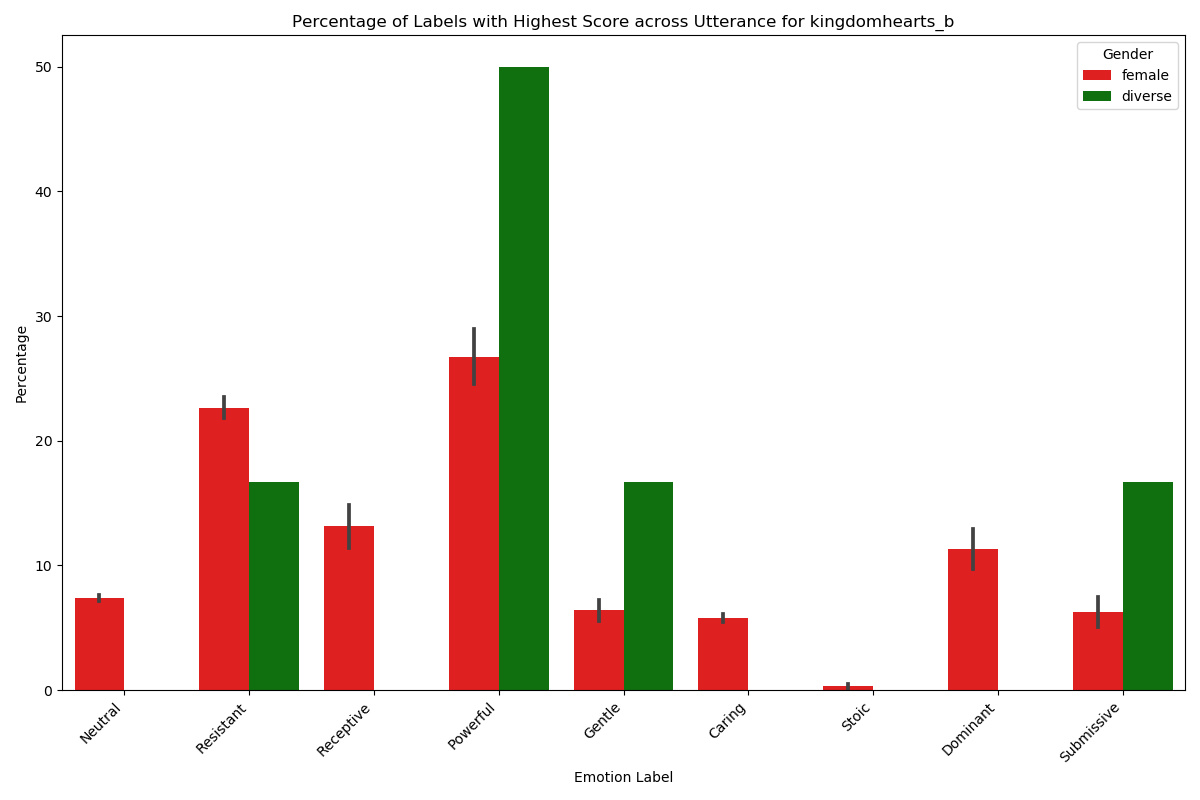 Percentage of Labels with Highest Score across Utterance for kingdomhearts_b
Gender
female
diverse
Percentage
50
40
30
20
10
0
Neutral
Resistant
Receptive
Powerful
Gentle
Caring
Stoic
Dominant
Submissive
Emotion Label